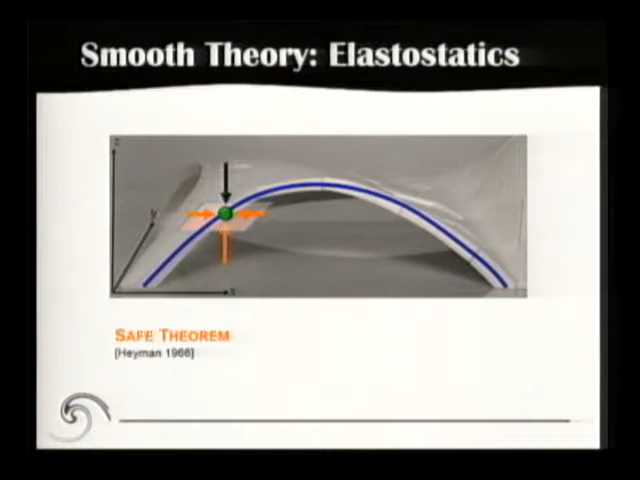 Smooth Theory: Elastostatics
z
y
x
SAFE THEOREM
[Heyman 1966]